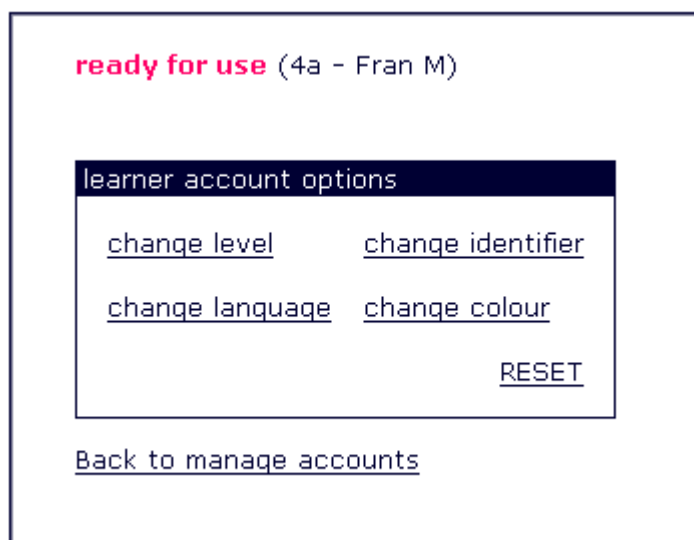 ready for use (4a - Fran M)
learner account options
change level change identifier
change language change colour
RESET
Back to manage accounts